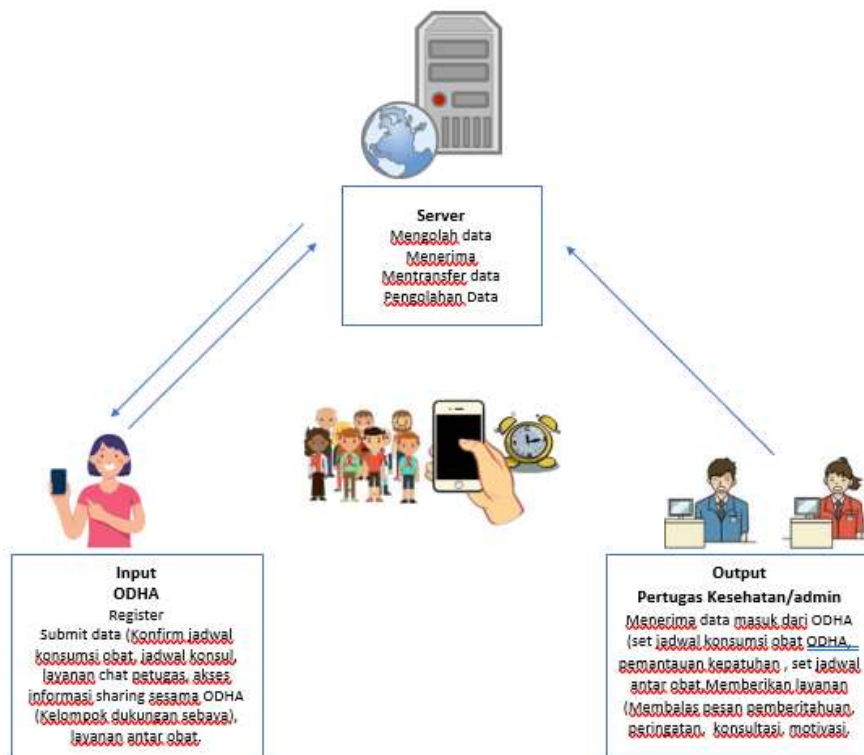 Server
Mengolah data
Menerima
Mentransfer data
Pengolahan Data
Input
ODHA
Register
Submit data (Konfirm jadwal
konsumsi obat, jadwal konsul,
layanan chat petugas, akses
informasi sharing sesama ODHA
(Kelompok dukungan sebaya),
layanan antar obat.
Output
Pertugas Kesehatan/admin
Menerima data masuk dari ODHA
(set jadwal konsumsi obat ODHA,
pemantauan kepatuhan , set jadwal
antar obat.Memberikan layanan
(Membalas pesan pemberitahuan,
peringatan, konsultasi, motivasi.